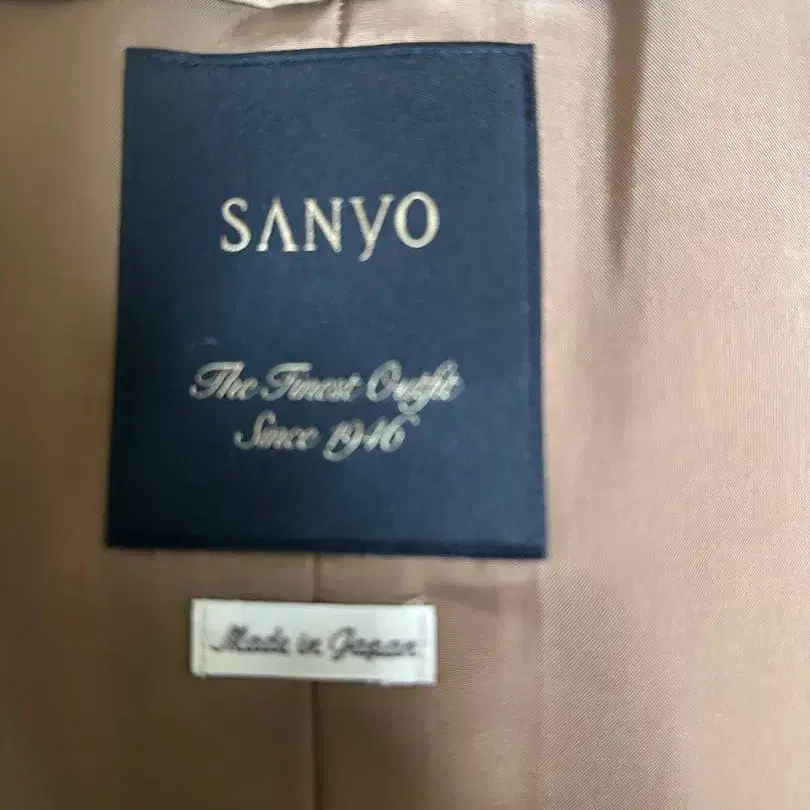 SANYO
The Finest Outfit
Since 1946
Made in Japan